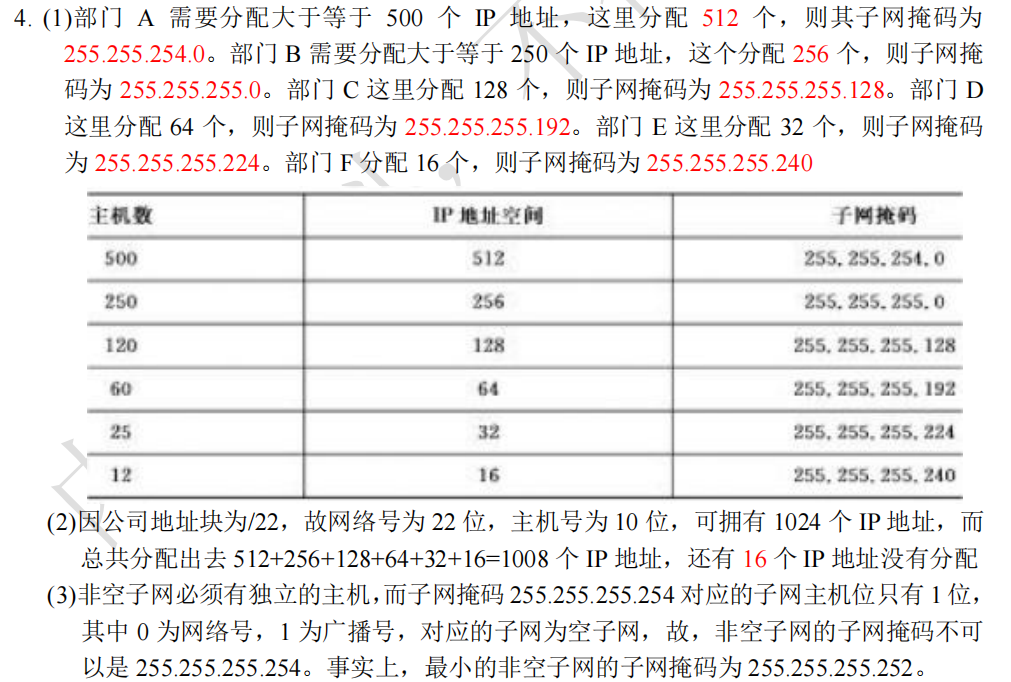 4. (1)部门 A 需要分配大于等于 500 个 IP 地址，这里分配 512 个，则其子网掩码为
255.255.254.0。部门 B 需要分配大于等于 250 个 IP 地址，这个分配 256 个，则子网掩
码为 255.255.255.0。部门 C 这里分配 128 个，则子网掩码为 255.255.255.128。部门 D
这里分配 64 个，则子网掩码为 255.255.255.192。部门 E 这里分配 32 个，则子网掩码
为 255.255.255.224。部门 F 分配 16 个，则子网掩码为 255.255.255.240
主机数 IP 地址空间 子网掩码
500 512 255. 255. 254. 0
250 256 255. 255. 255. 0
120 128 255. 255. 255. 128
60 64 255. 255. 255. 192
25 32 255. 255. 255. 224
12 16 255. 255. 255. 240
(2)因公司地址块为/22，故网络号为 22 位，主机号为 10 位，可拥有 1024 个 IP 地址，而
总共分配出去 512+256+128+64+32+16=1008 个 IP 地址，还有 16 个 IP 地址没有分配
(3)非空子网必须有独立的主机，而子网掩码 255.255.255.254 对应的子网主机位只有 1 位，
其中 0 为网络号，1 为广播号，对应的子网为空子网，故，非空子网的子网掩码不可
以是 255.255.255.254。事实上，最小的非空子网的子网掩码为 255.255.255.252。